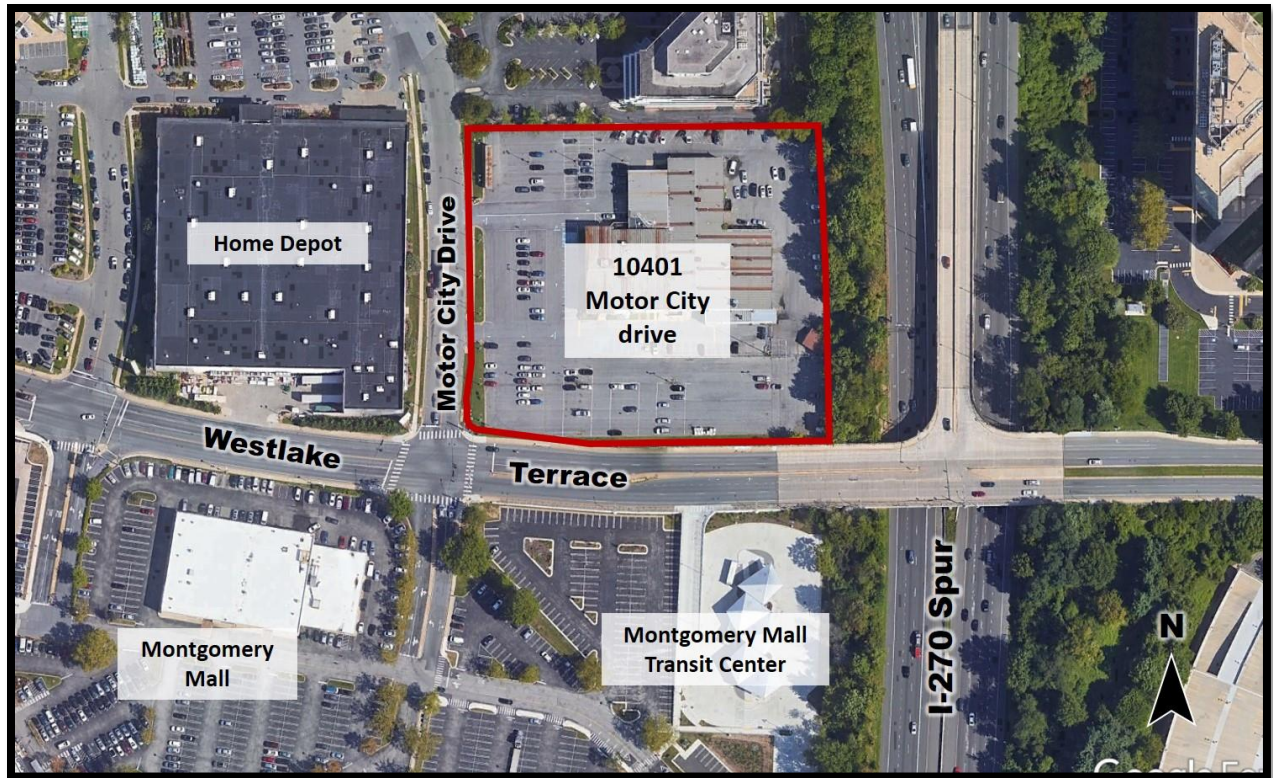 Home Depot
Motor City Drive
10401
Motor City
drive
Westlake
Terrace
Montgomery
Mall
Montgomery Mall
Transit Center
I-270 Spur
N